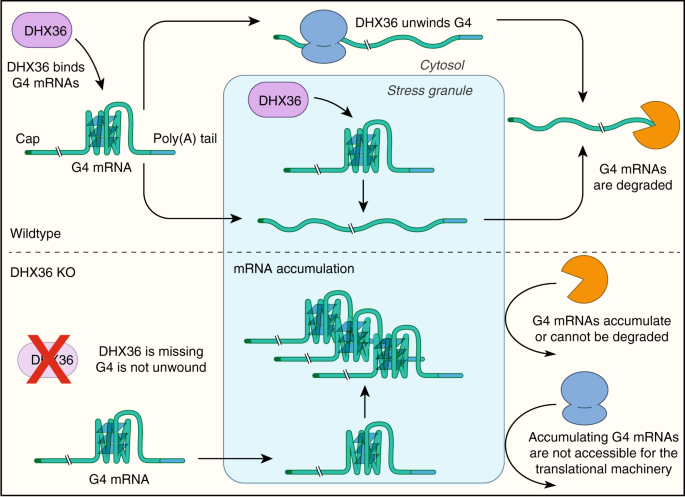 DHX36
DHX36 unwinds G4
DHX36 binds
G4 mRNAs
Cytosol
Stress granule
DHX36
Cap
Poly(A) tail
G4 mRNA
G4 mRNAs
are degraded
Wildtype
DHX36 KO
mRNA accumulation
G4 mRNAs accumulate
or cannot be degraded
DHX36
DHX36 is missing
G4 is not unwound
Accumulating G4 mRNAs
are not accessible for the
translational machinery
G4 mRNA